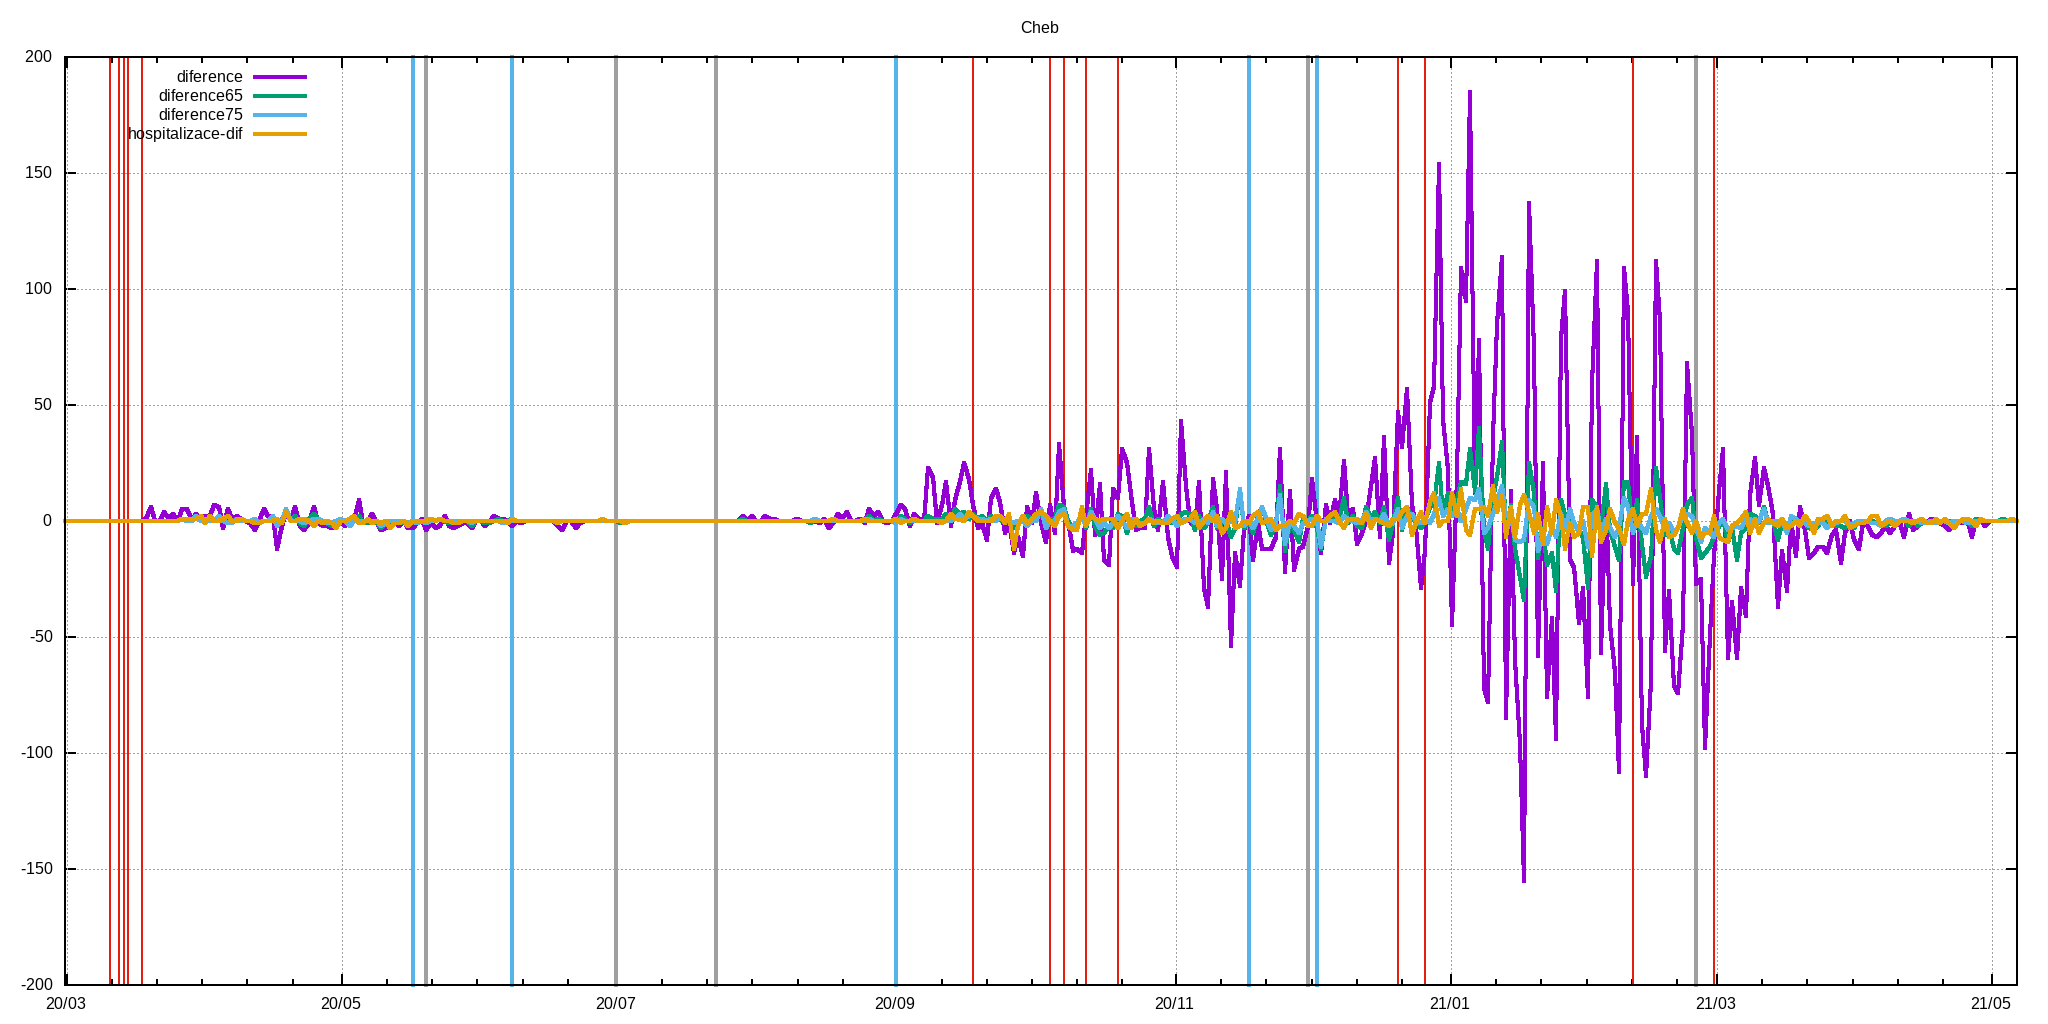 Cheb
200
150
100
50
0
-50
-100
-150
-200
diference
diference65
diference75
hospitalizace-dif
20/03 20/05 20/07 20/09 20/11 21/01 21/03 21/05